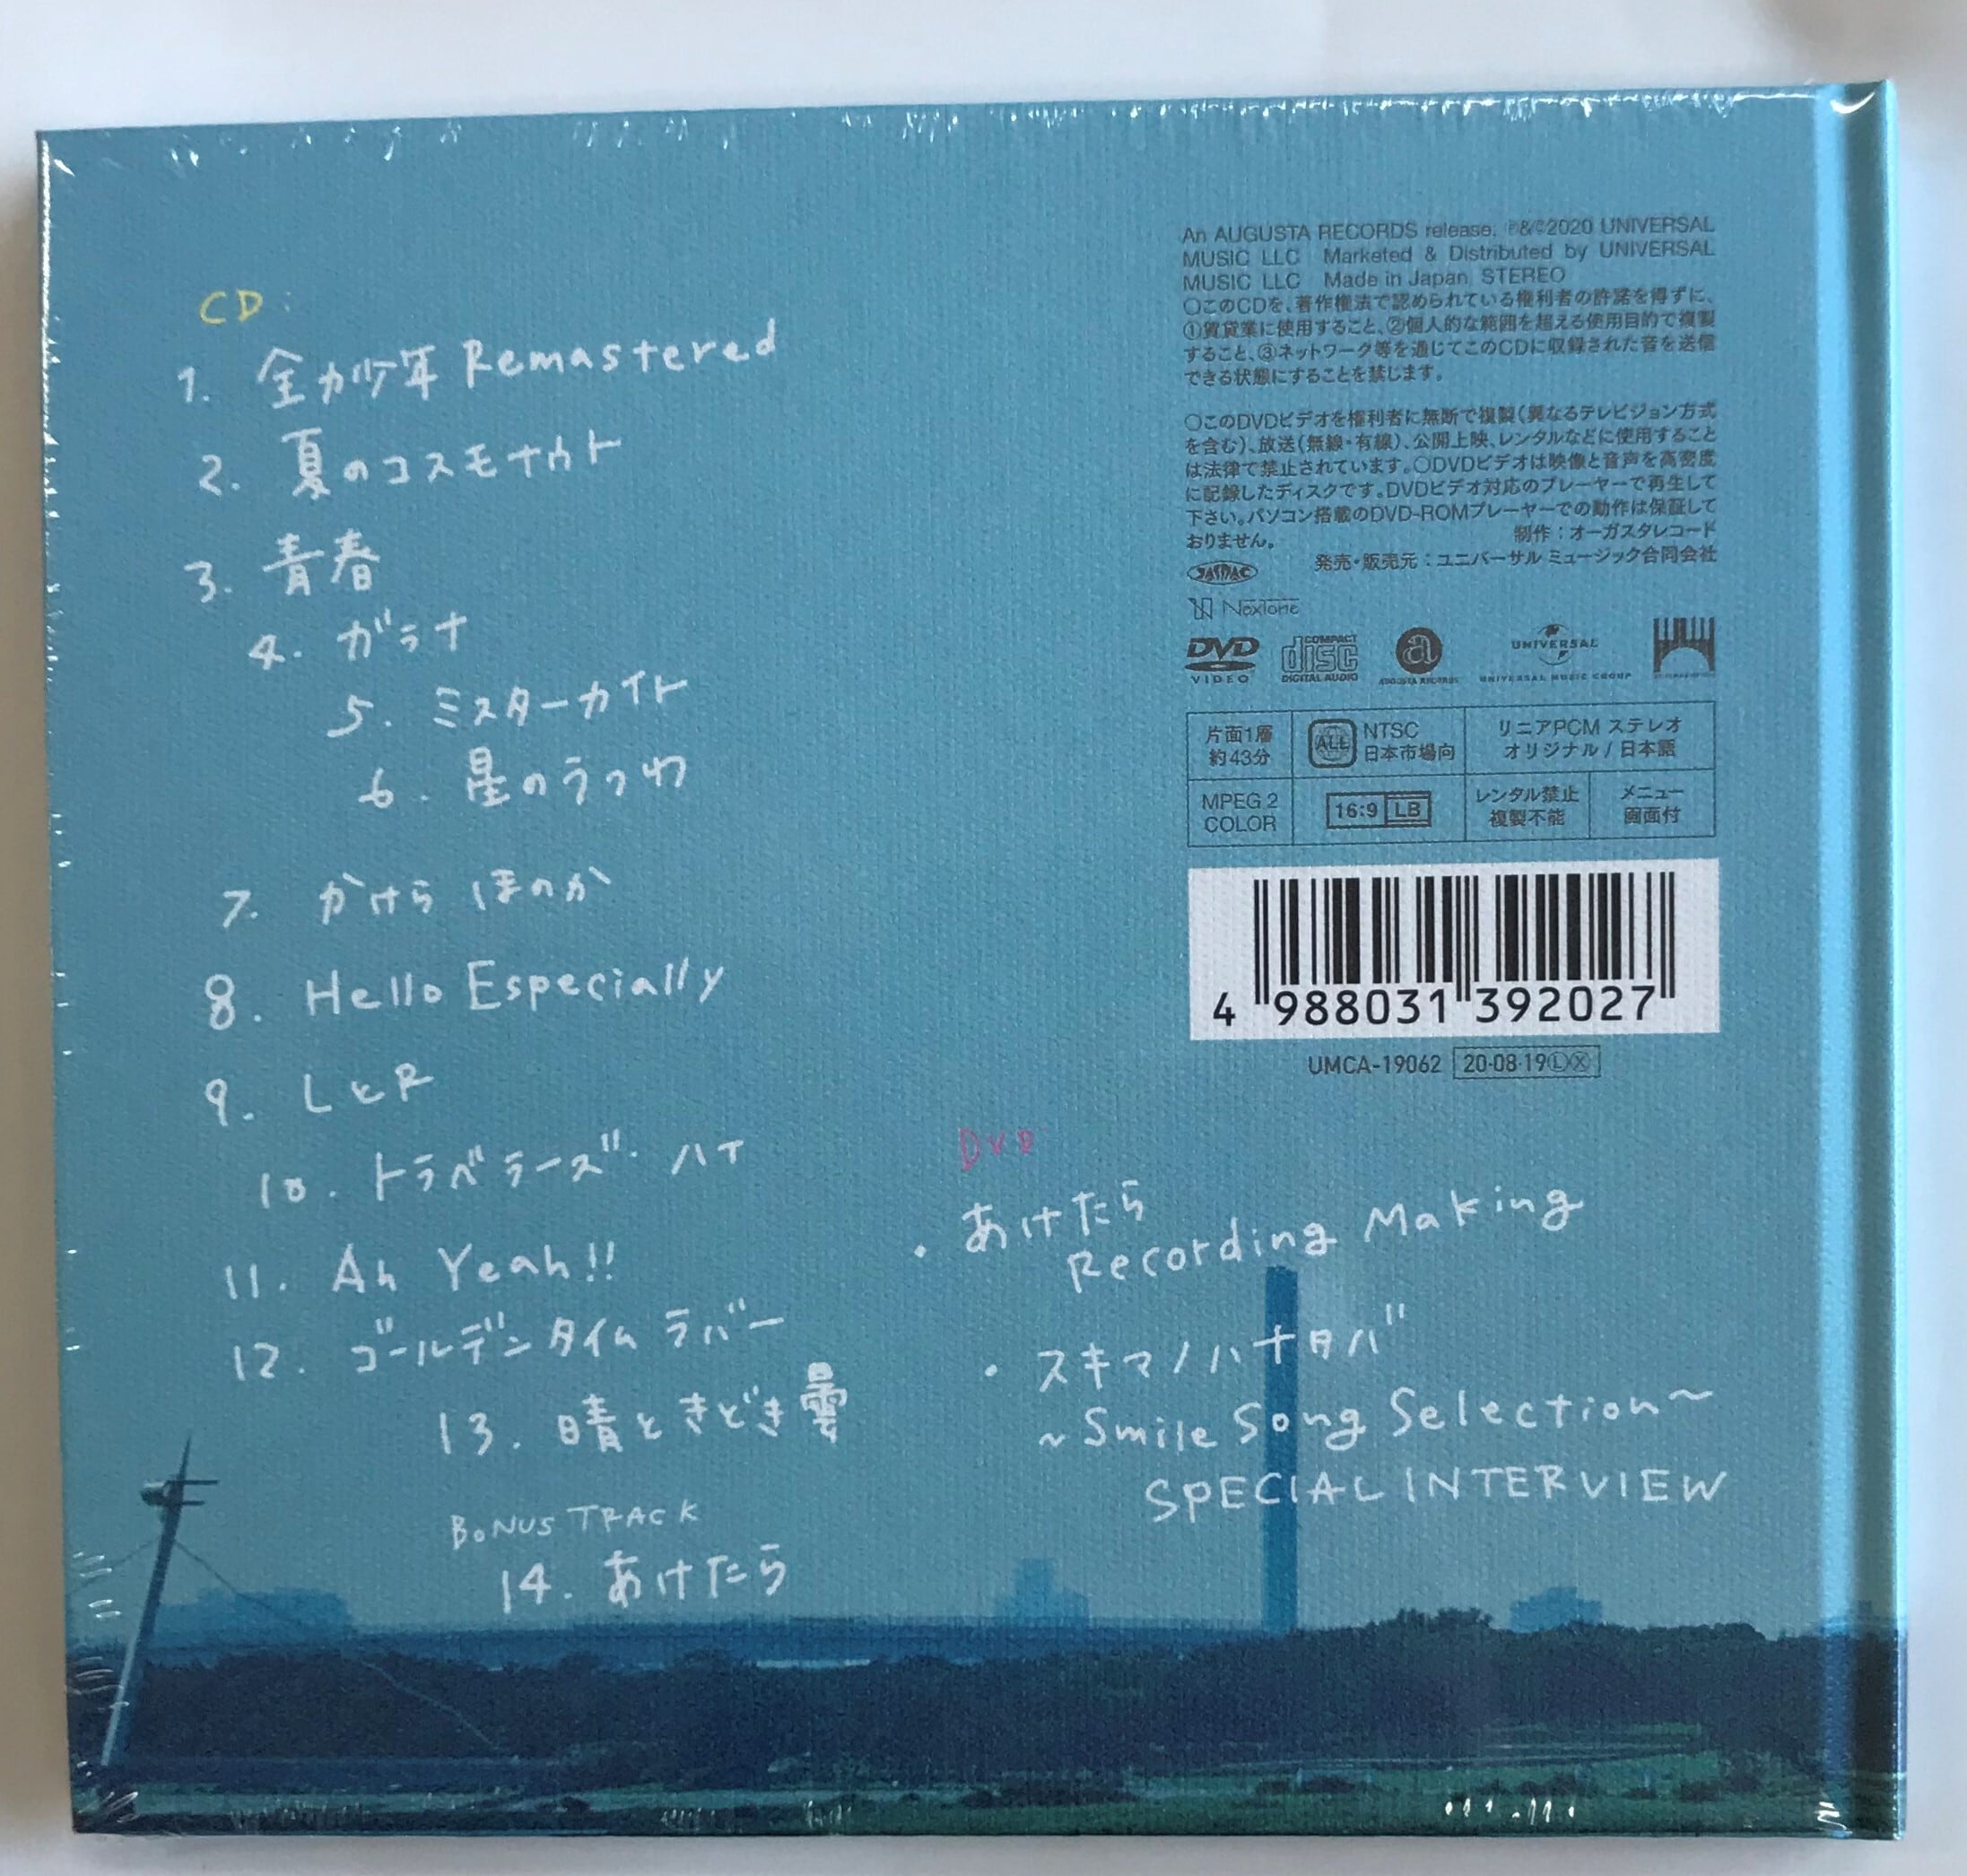 CD:
1. 全力少年 Remastered
2. 夏のコスモナウト
3. 青春
4. ガラナ
5. ミスターカイト
6. 星のうつわ
7. かけら ほのか
8. Hello Especially
9. LとR
10. トラベラーズ・ハイ
11. Ah Yeah!!
12. ゴールデンタイム ラバー
13. 晴ときどき曇
BONUS TRACK
14. あけたら
An AUGUSTA RECORDS release. ℗&©2020 UNIVERSAL
MUSIC LLC Marketed & Distributed by UNIVERSAL
MUSIC LLC Made in Japan STEREO
○このCDを、著作権法で認められている権利者の許諾を得ずに、
①賃貸業に使用すること、②個人的な範囲を超える使用目的で複製
すること、③ネットワーク等を通じてこのCDに収録された音を送信
できる状態にすることを禁じます。
○このDVDビデオを権利者に無断で複製(異なるテレビジョン方式
を含む)、放送(無線・有線)、公開上映、レンタルなどに使用すること
は法律で禁止されています。○DVDビデオは映像と音声を高密度
に記録したディスクです。DVDビデオ対応のプレーヤーで再生して
下さい。パソコン搭載のDVD-ROMプレーヤーでの動作は保証して
おりません。 制作：オーガスタレコード
発売・販売元：ユニバーサル ミュージック合同会社
JASRAC
NexTone
DVD VIDEO
COMPACT disc DIGITAL AUDIO
a AUGUSTA RECORDS
UNIVERSAL UNIVERSAL MUSIC GROUP
片面1層 約43分
ALL NTSC 日本市場向
リニアPCM ステレオ オリジナル / 日本語
MPEG 2 COLOR
16:9 LB
レンタル禁止 複製不能
メニュー 画面付
4 988031 392027
UMCA-19062 20·08·19ⓁⓍ
DVD
・あけたら
Recording Making
・スキマノハナタバ
~Smile Song Selection~
SPECIAL INTERVIEW